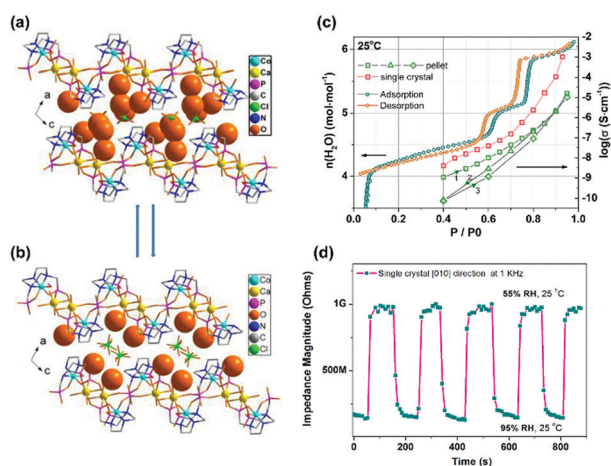 (a)
Co
Ca
P
Cl
N
O
a
c
(b)
Co
Ca
P
O
N
C
Cl
a
c
(c)
25°C
pellet
single crystal
Adsorption
Desorption
n(H₂O) (mol·mol⁻¹)
6
5
4
-2
-3
-4
-5
-6
-7
-8
-9
-10
1
2
3
0.0 0.2 0.4 0.6 0.8 1.0
P / P0
(d)
Single crystal [010] direction at 1 KHz
55% RH, 25 °C
95% RH, 25 °C
Impedance Magnitude (Ohms)
1G
500M
0 200 400 600 800
Time (s)